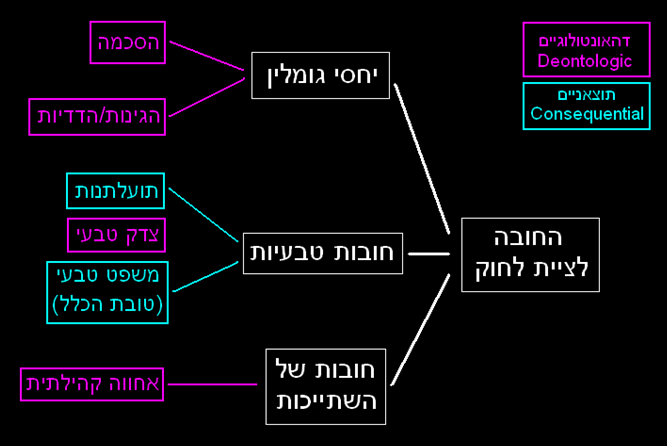 דהאונטולוגיים
Deontologic
תוצאניים
Consequential
החובה
לציית לחוק
יחסי גומלין
הסכמה
הגינות/הדדיות
חובות טבעיות
תועלתנות
צדק טבעי
משפט טבעי
(טובת הכלל)
חובות של
השתייכות
אחווה קהילתית